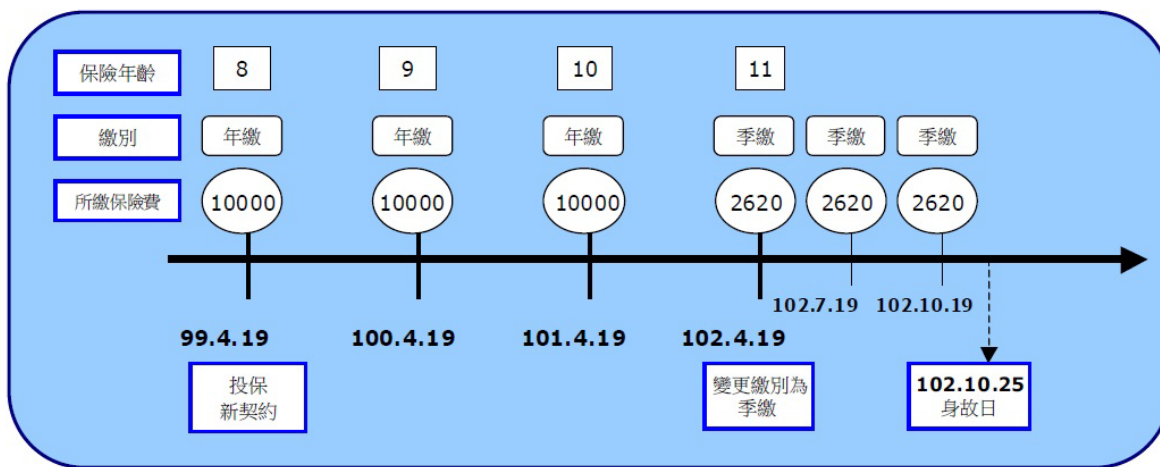 保險年齡 8 9 10 11
繳別 年繳 年繳 年繳 季繳 季繳 季繳
所繳保險費 10000 10000 10000 2620 2620 2620
102.7.19 102.10.19
99.4.19 100.4.19 101.4.19 102.4.19
投保
新契約
變更繳別為
季繳
102.10.25
身故日